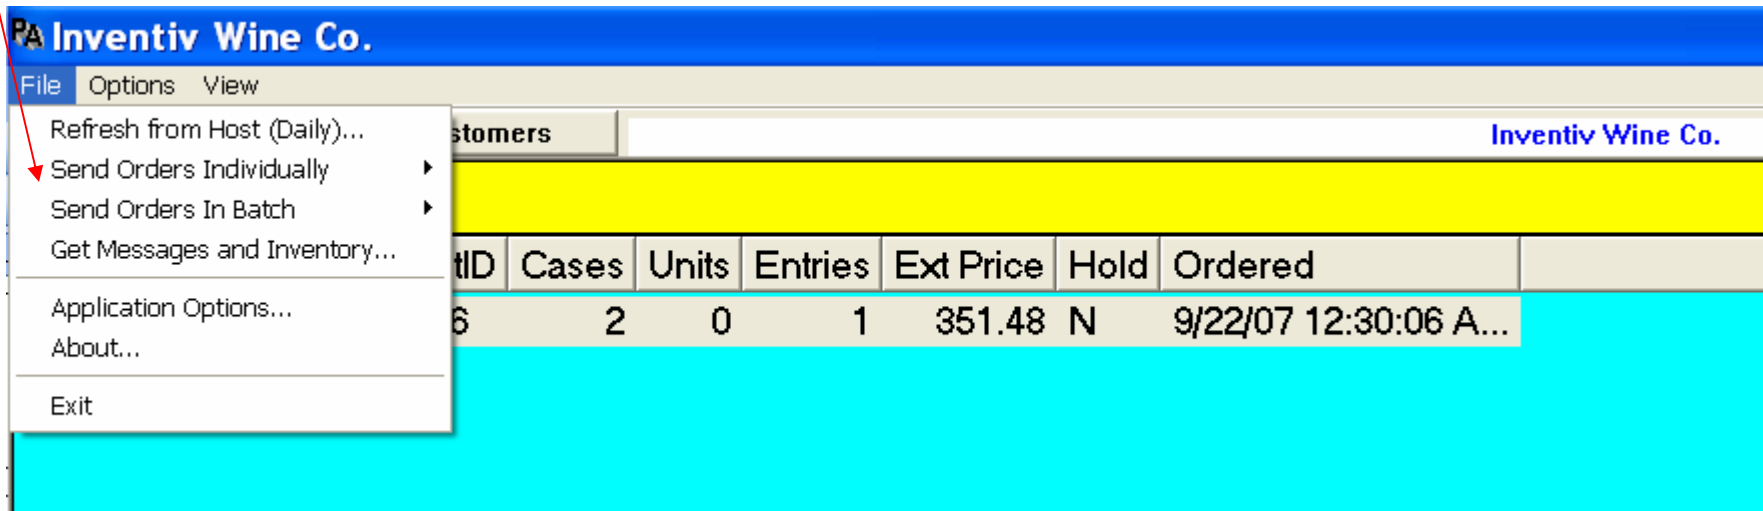 PA Inventiv Wine Co.
File Options View
Refresh from Host (Daily)...
Send Orders Individually
Send Orders In Batch
Get Messages and Inventory...
Application Options...
About...
Exit
stomers Inventiv Wine Co.
tID Cases Units Entries Ext Price Hold Ordered
6 2 0 1 351.48 N 9/22/07 12:30:06 A...